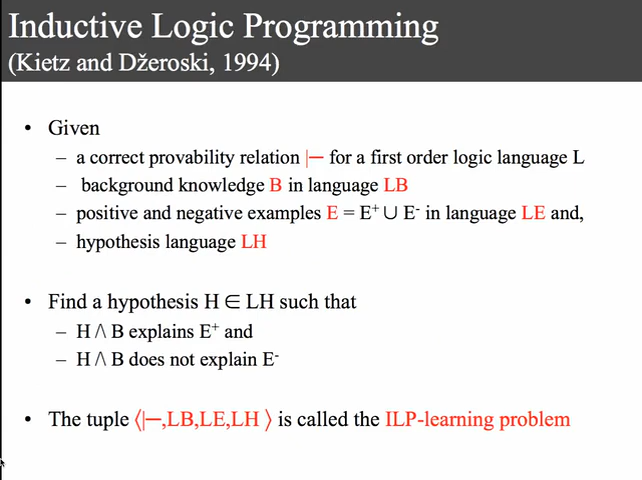 Inductive Logic Programming
(Kietz and Džeroski, 1994)
• Given
– a correct provability relation |─ for a first order logic language L
– background knowledge B in language LB
– positive and negative examples E = E⁺ ∪ E⁻ in language LE and,
– hypothesis language LH
• Find a hypothesis H ∈ LH such that
– H /\ B explains E⁺ and
– H /\ B does not explain E⁻
• The tuple ⟨|─,LB,LE,LH ⟩ is called the ILP-learning problem